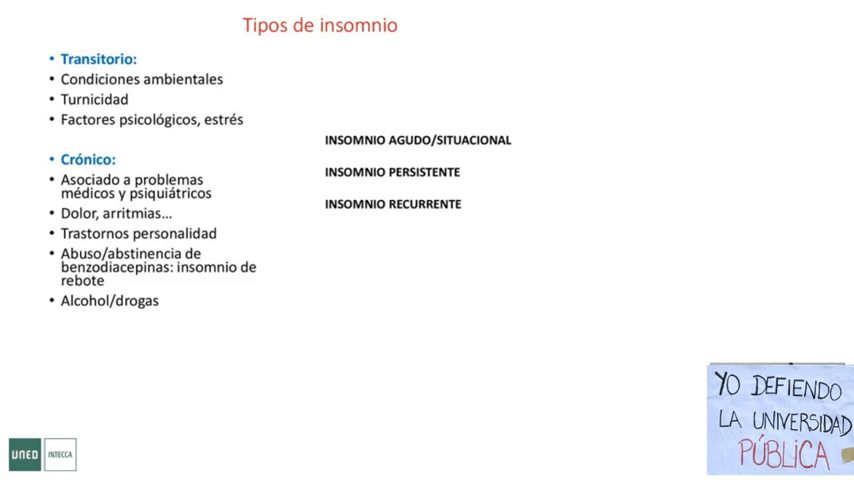 Tipos de insomnio
• Transitorio:
• Condiciones ambientales
• Turnicidad
• Factores psicológicos, estrés
• Crónico:
• Asociado a problemas
médicos y psiquiátricos
• Dolor, arritmias...
• Trastornos personalidad
• Abuso/abstinencia de
benzodiacepinas: insomnio de
rebote
• Alcohol/drogas
INSOMNIO AGUDO/SITUACIONAL
INSOMNIO PERSISTENTE
INSOMNIO RECURRENTE
YO DEFIENDO
LA UNIVERSIDAD
PÚBLICA
UNED INTECCA